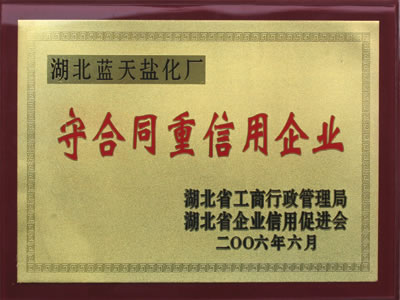 湖北蓝天盐化厂
守合同重信用企业
湖北省工商行政管理局
湖北省企业信用促进会
二〇〇六年六月